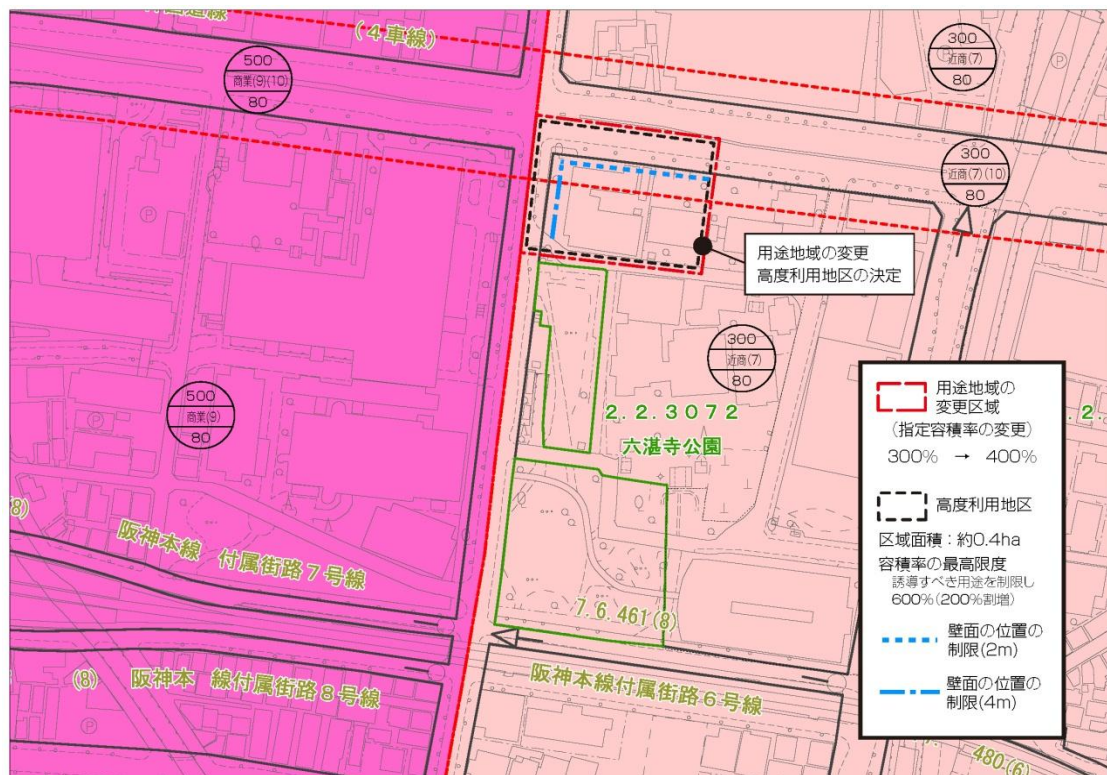 (4車線)
500
商業(9)(10)
80
300
近商(7)
80
300
近商(7)(10)
80
用途地域の変更
高度利用地区の決定
300
近商(7)
80
500
商業(9)
80
2.2.3072
六湛寺公園
2.2.
(8)
阪神本線 付属街路7号線
7.6.461(8)
(8) 阪神本 線付属街路8号線
阪神本線付属街路6号線
480(6)
用途地域の
変更区域
(指定容積率の変更)
300% → 400%
高度利用地区
区域面積:約0.4ha
容積率の最高限度
誘導すべき用途を制限し
600%(200%割増)
壁面の位置の
制限(2m)
壁面の位置の
制限(4m)